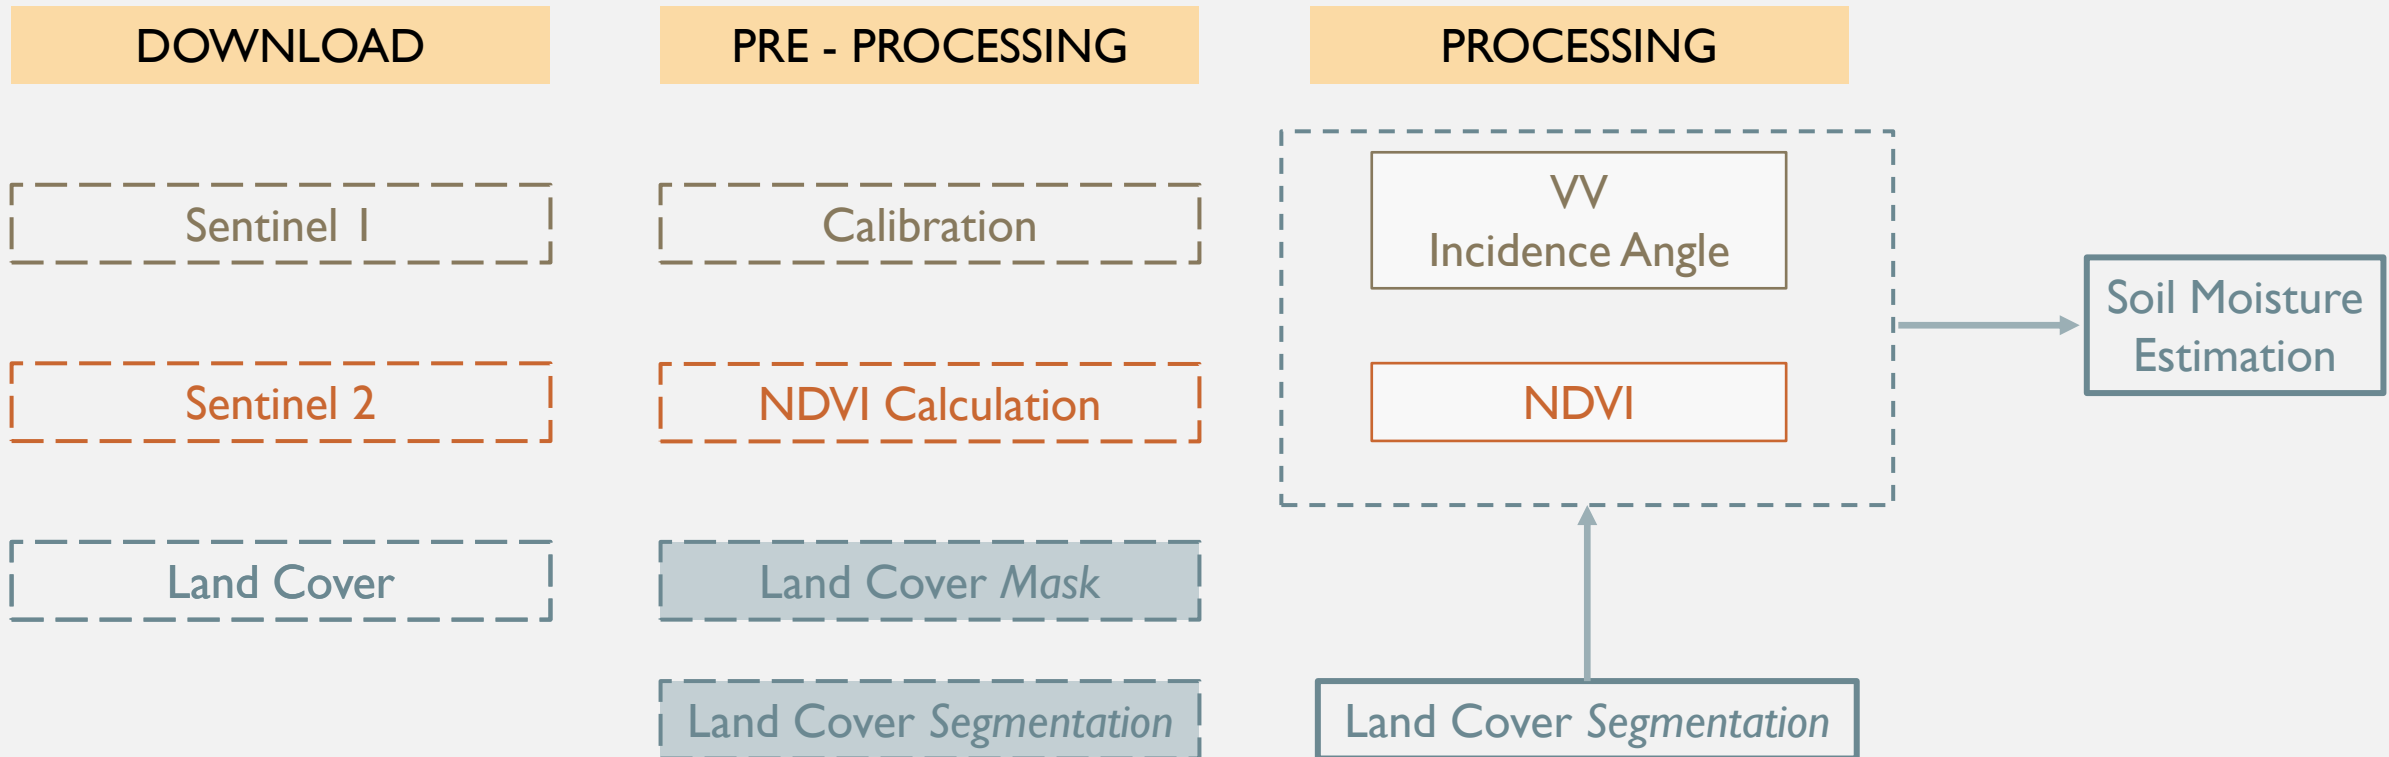 DOWNLOAD
PRE - PROCESSING
PROCESSING
Sentinel 1
Calibration
VV
Incidence Angle
Soil Moisture
Estimation
Sentinel 2
NDVI Calculation
NDVI
Land Cover
Land Cover Mask
Land Cover Segmentation
Land Cover Segmentation